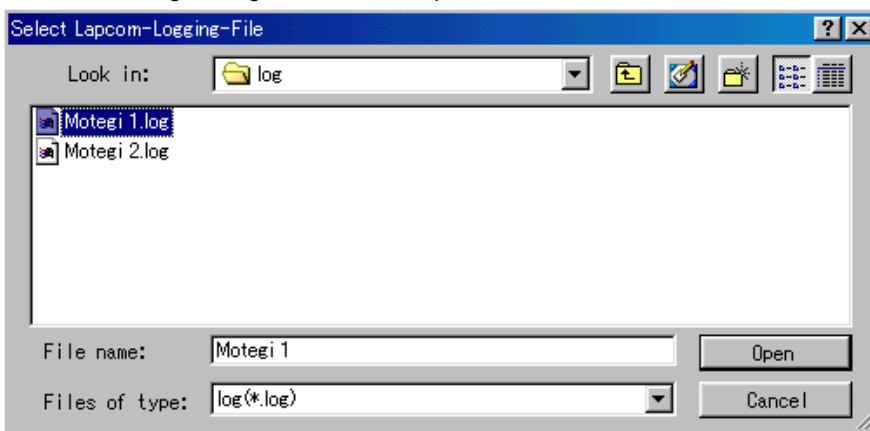 Select Lapcom-Logging-File
Look in: log
Motegi 1.log
Motegi 2.log
File name: Motegi 1 Open
Files of type: log(*.log) Cancel